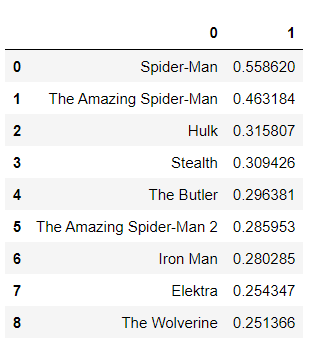 0 1
0 Spider-Man 0.558620
1 The Amazing Spider-Man 0.463184
2 Hulk 0.315807
3 Stealth 0.309426
4 The Butler 0.296381
5 The Amazing Spider-Man 2 0.285953
6 Iron Man 0.280285
7 Elektra 0.254347
8 The Wolverine 0.251366